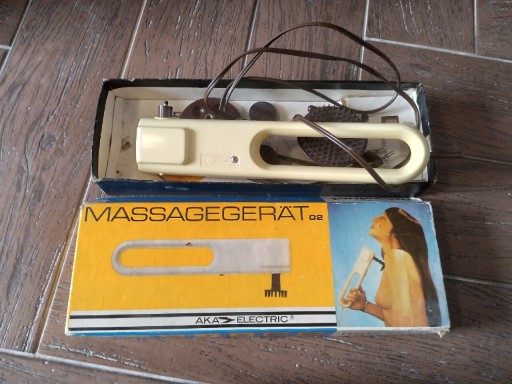 MASSAGEGERÄT 02
AKA ELECTRIC